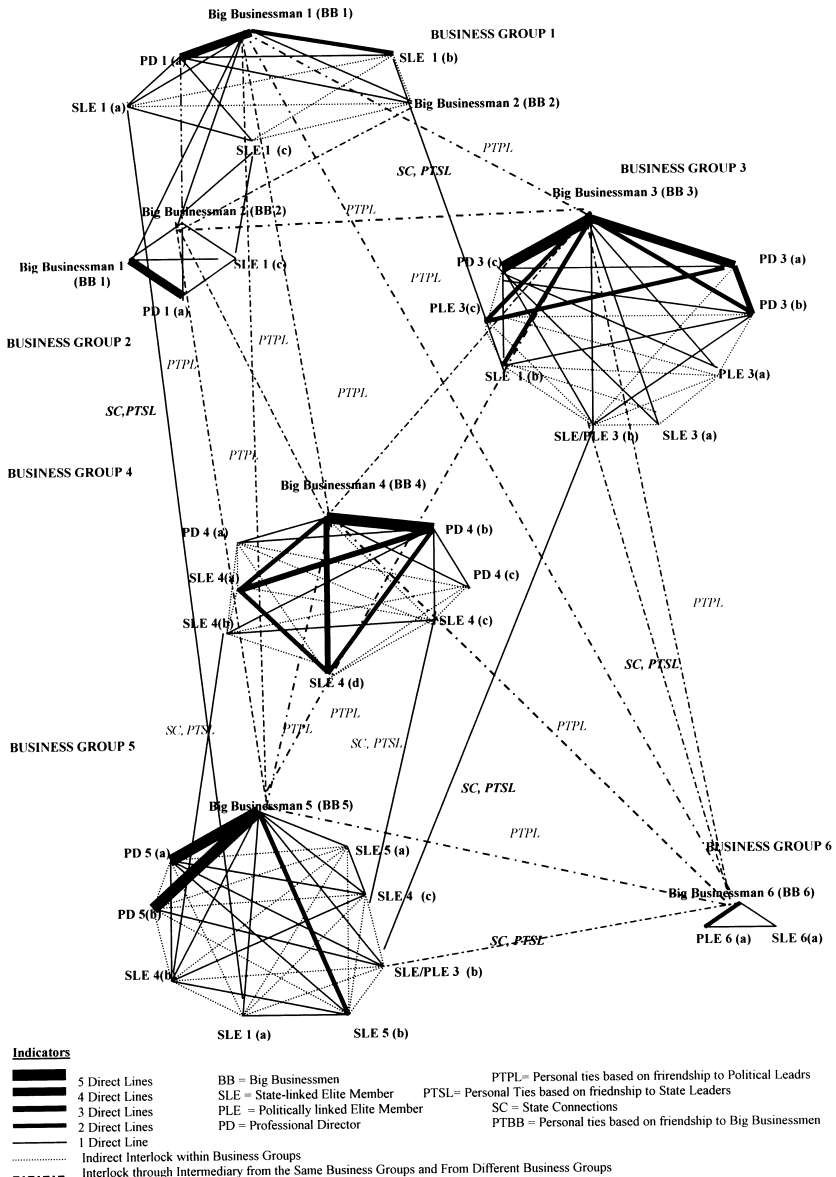 Big Businessman 1 (BB 1)
BUSINESS GROUP 1
PD 1 (a)
SLE 1 (b)
SLE 1 (a)
Big Businessman 2 (BB 2)
SLE 1 (c)
PTPL
SC, PTSL
BUSINESS GROUP 3
Big Businessman 3 (BB 3)
Big Businessman 2 (BB 2)
PTPL
Big Businessman 1
(BB 1)
SLE 1 (c)
PD 3 (c)
PD 3 (a)
PTPL
PD 1 (a)
PLE 3(c)
PD 3 (b)
BUSINESS GROUP 2
PTPL
PTPL
SLE 1 (b)
PLE 3(a)
PTPL
SC,PTSL
SLE/PLE 3 (b)
SLE 3 (a)
PTPL
BUSINESS GROUP 4
Big Businessman 4 (BB 4)
PD 4 (a)
PD 4 (b)
SLE 4(a)
PD 4 (c)
PTPL
SLE 4(b)
SLE 4 (c)
SC, PTSL
SLE 4 (d)
PTPL
SC, PTSL
PTPL
PTPL
SC, PTSL
BUSINESS GROUP 5
SC, PTSL
Big Businessman 5 (BB 5)
PTPL
BUSINESS GROUP 6
PD 5 (a)
SLE 5 (a)
SLE 4 (c)
Big Businessman 6 (BB 6)
PD 5(b)
PLE 6 (a)
SLE 6(a)
SC, PTSL
SLE 4(b)
SLE/PLE 3 (b)
SLE 1 (a)
SLE 5 (b)
Indicators
5 Direct Lines
4 Direct Lines
3 Direct Lines
2 Direct Lines
1 Direct Line
Indirect Interlock within Business Groups
Interlock through Intermediary from the Same Business Groups and From Different Business Groups
BB = Big Businessmen
SLE = State-linked Elite Member
PLE = Politically linked Elite Member
PD = Professional Director
PTPL= Personal ties based on frirendship to Political Leadrs
PTSL= Personal Ties based on friednship to State Leaders
SC = State Connections
PTBB = Personal ties based on friendship to Big Businessmen